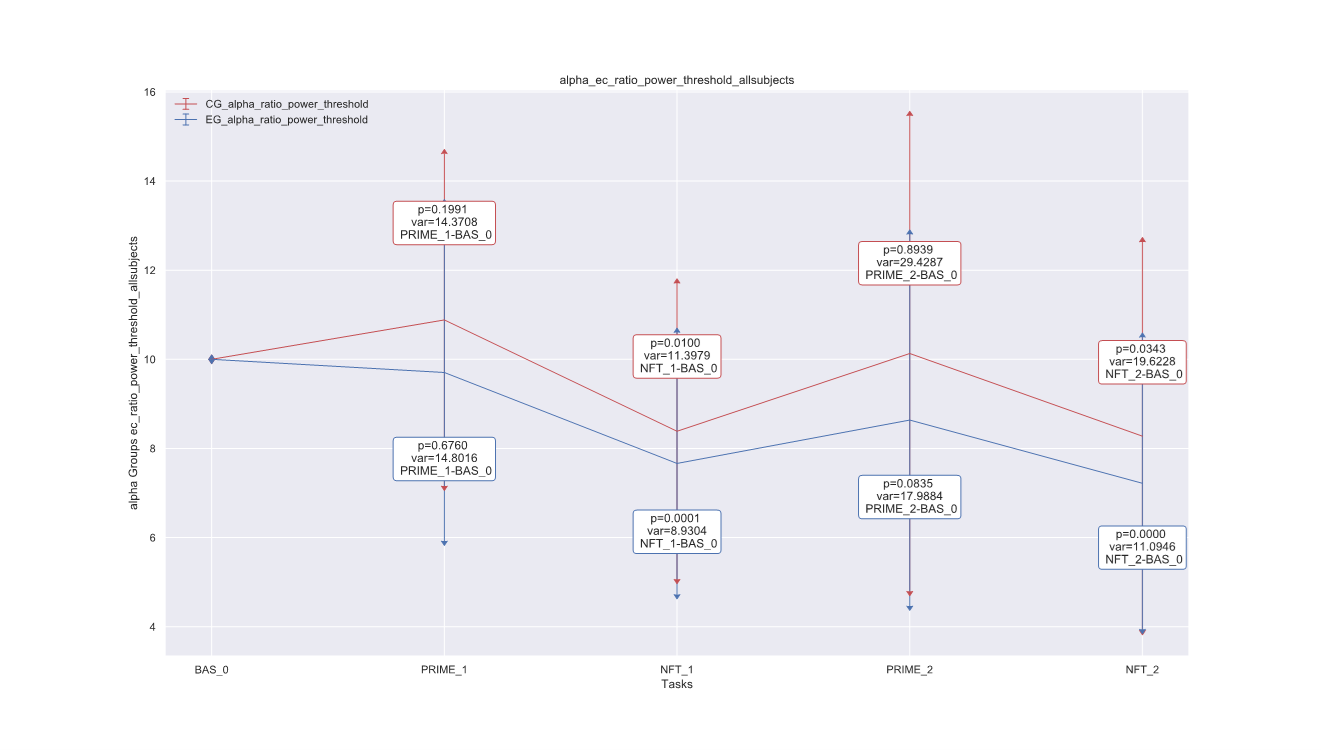 alpha_ec_ratio_power_threshold_allsubjects
CG_alpha_ratio_power_threshold
EG_alpha_ratio_power_threshold
alpha Groups ec_ratio_power_threshold_allsubjects
16
14
12
10
8
6
4
p=0.1991
var=14.3708
PRIME_1-BAS_0
p=0.6760
var=14.8016
PRIME_1-BAS_0
p=0.0100
var=11.3979
NFT_1-BAS_0
p=0.0001
var=8.9304
NFT_1-BAS_0
p=0.8939
var=29.4287
PRIME_2-BAS_0
p=0.0835
var=17.9884
PRIME_2-BAS_0
p=0.0343
var=19.6228
NFT_2-BAS_0
p=0.0000
var=11.0946
NFT_2-BAS_0
BAS_0 PRIME_1 NFT_1 PRIME_2 NFT_2
Tasks